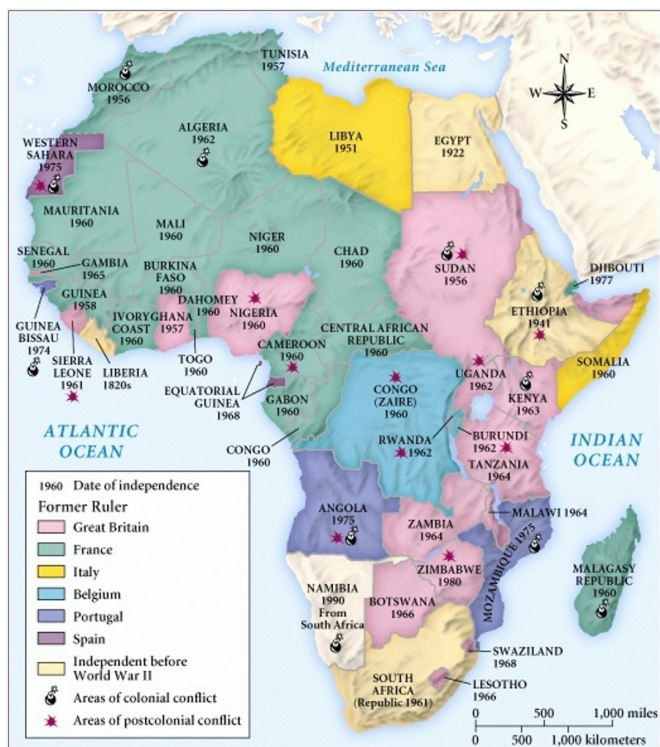 TUNISIA
1957
Mediterranean Sea
N
W E
S
MOROCCO
1956
ALGERIA
1962
LIBYA
1951
EGYPT
1922
WESTERN
SAHARA
1975
MAURITANIA
1960
MALI
1960
NIGER
1960
CHAD
1960
SUDAN
1956
SENEGAL
1960
GAMBIA
1965
BURKINA
FASO
1960
DJIBOUTI
1977
GUINEA
1958
IVORY
COAST
1960
GHANA
1957
DAHOMEY
1960
NIGERIA
1960
ETHIOPIA
1941
GUINEA
BISSAU
1974
SIERRA
LEONE
1961
LIBERIA
1820s
TOGO
1960
CAMEROON
1960
CENTRAL AFRICAN
REPUBLIC
1960
SOMALIA
1960
EQUATORIAL
GUINEA
1968
GABON
1960
CONGO
(ZAIRE)
1960
UGANDA
1962
KENYA
1963
ATLANTIC
OCEAN
CONGO
1960
RWANDA
1962
BURUNDI
1962
TANZANIA
1964
INDIAN
OCEAN
ANGOLA
1975
ZAMBIA
1964
MALAWI 1964
MOZAMBIQUE 1975
ZIMBABWE
1980
MALAGASY
REPUBLIC
1960
NAMIBIA
1990
From
South Africa
BOTSWANA
1966
SWAZILAND
1968
LESOTHO
1966
SOUTH
AFRICA
(Republic 1961)
1960 Date of independence
Former Ruler
Great Britain
France
Italy
Belgium
Portugal
Spain
Independent before
World War II
Areas of colonial conflict
Areas of postcolonial conflict
0 500 1,000 miles
0 500 1,000 kilometers